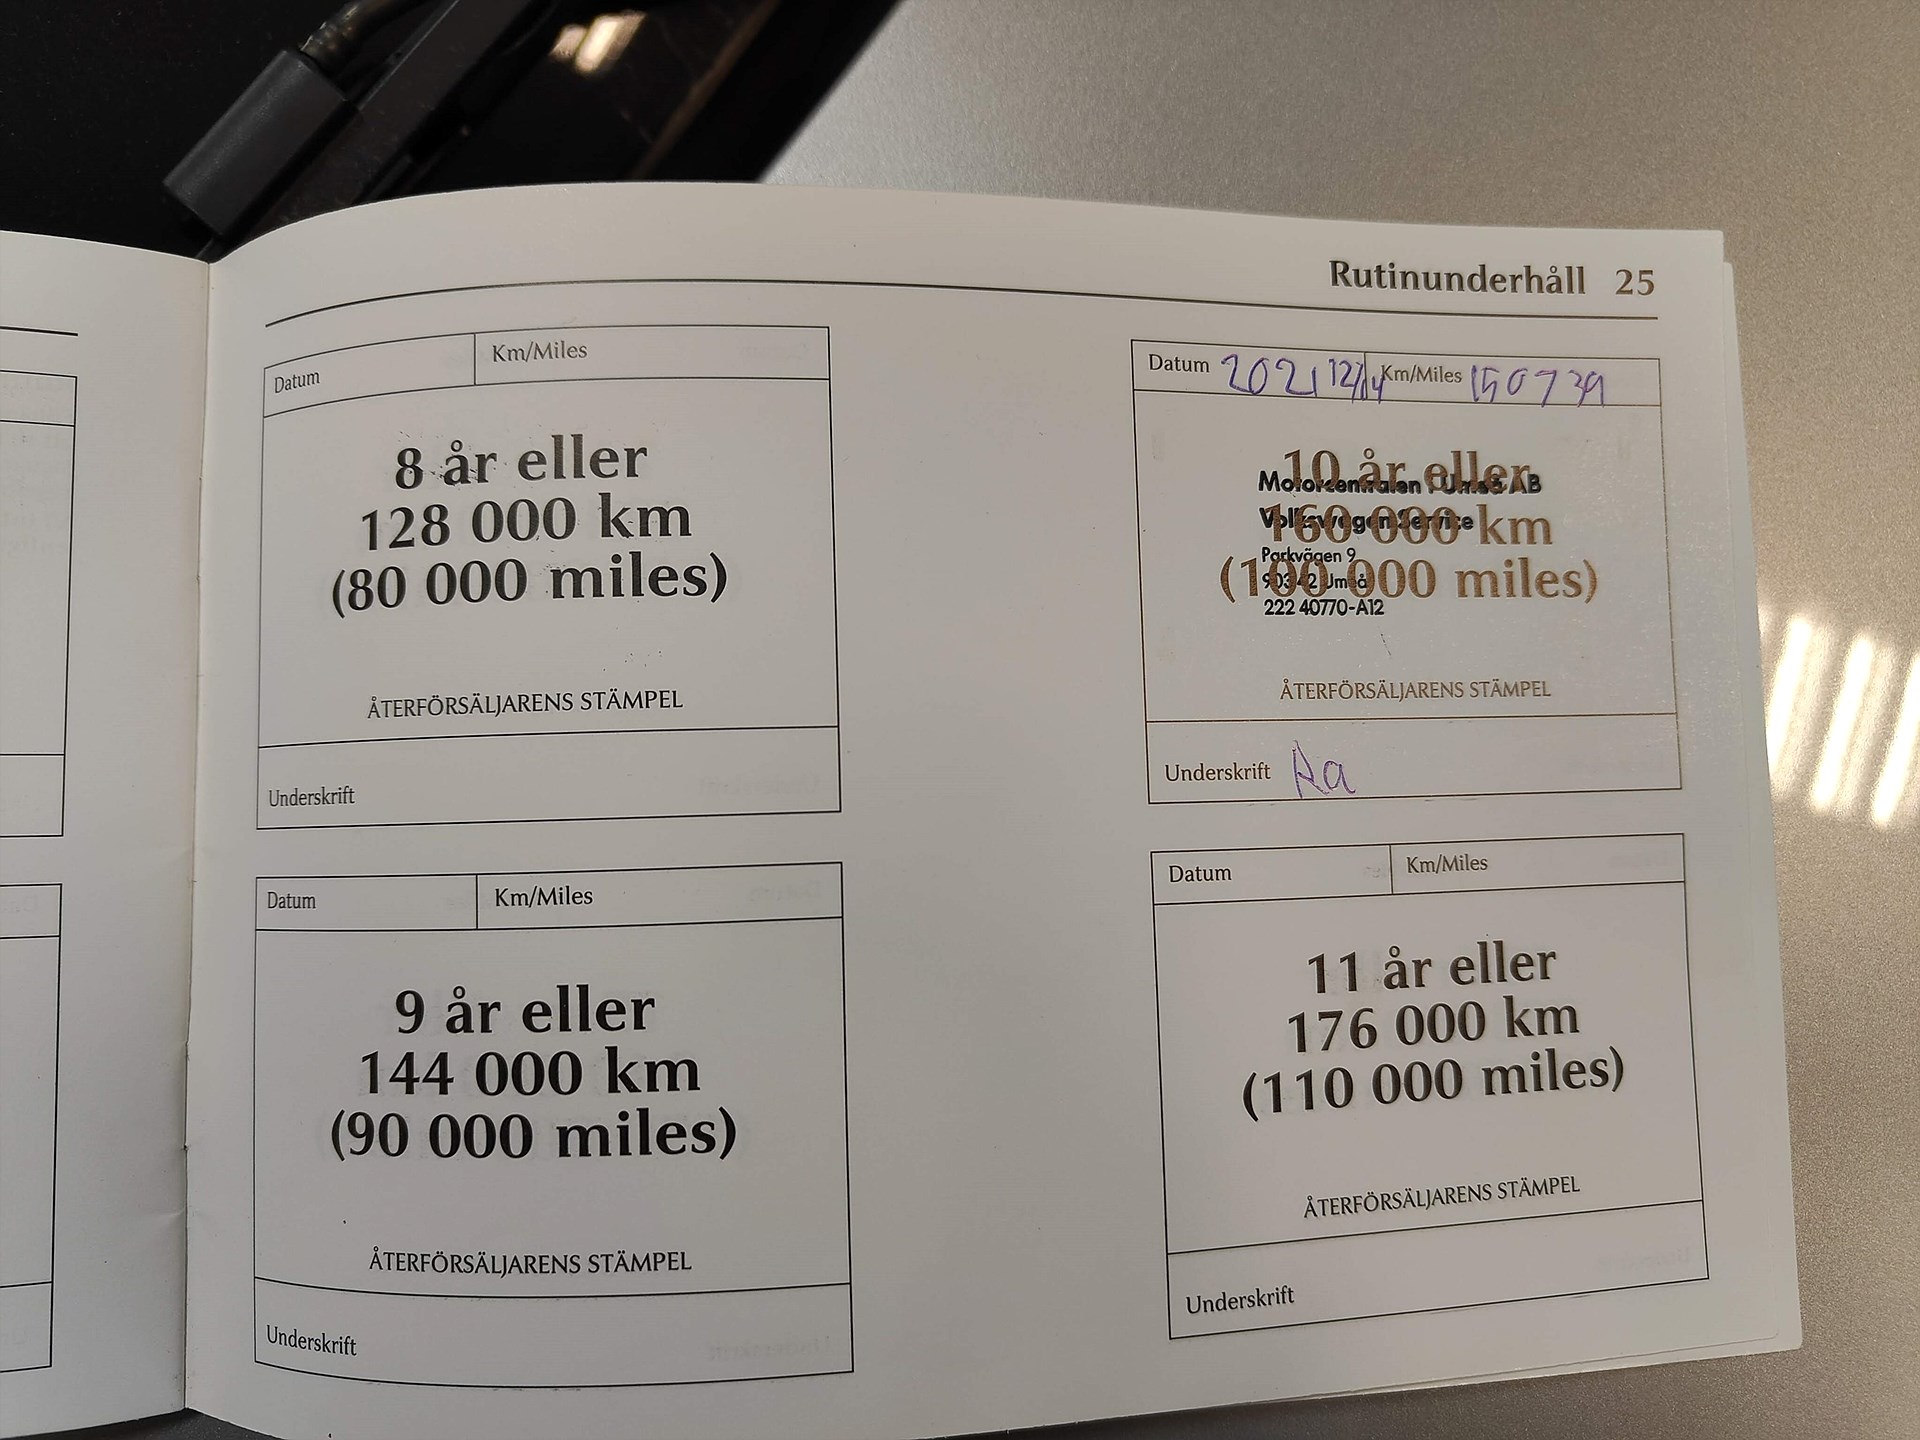 Rutinunderhåll 25
Datum Km/Miles
8 år eller
128 000 km
(80 000 miles)
ÅTERFÖRSÄLJARENS STÄMPEL
Underskrift
Datum Km/Miles
9 år eller
144 000 km
(90 000 miles)
ÅTERFÖRSÄLJARENS STÄMPEL
Underskrift
Datum 2021 12/14 Km/Miles 150739
10 år eller
160 000 km
(100 000 miles)
Motorcentralen i Umeå AB
Volkswagen Service
Parkvägen 9
903 42 Umeå
222 40770-A12
ÅTERFÖRSÄLJARENS STÄMPEL
Underskrift
Datum Km/Miles
11 år eller
176 000 km
(110 000 miles)
ÅTERFÖRSÄLJARENS STÄMPEL
Underskrift